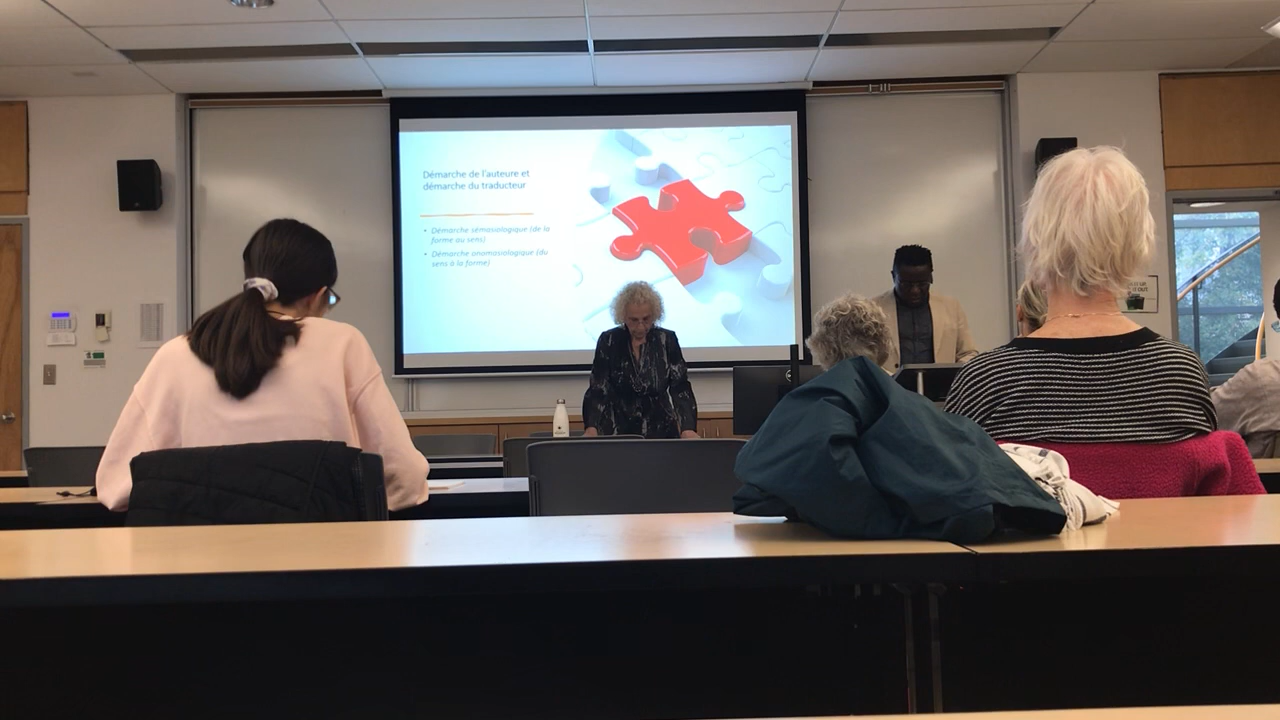 Démarche de l'auteure et
démarche du traducteur
• Démarche sémasiologique (de la
forme au sens)
• Démarche onomasiologique (du
sens à la forme)